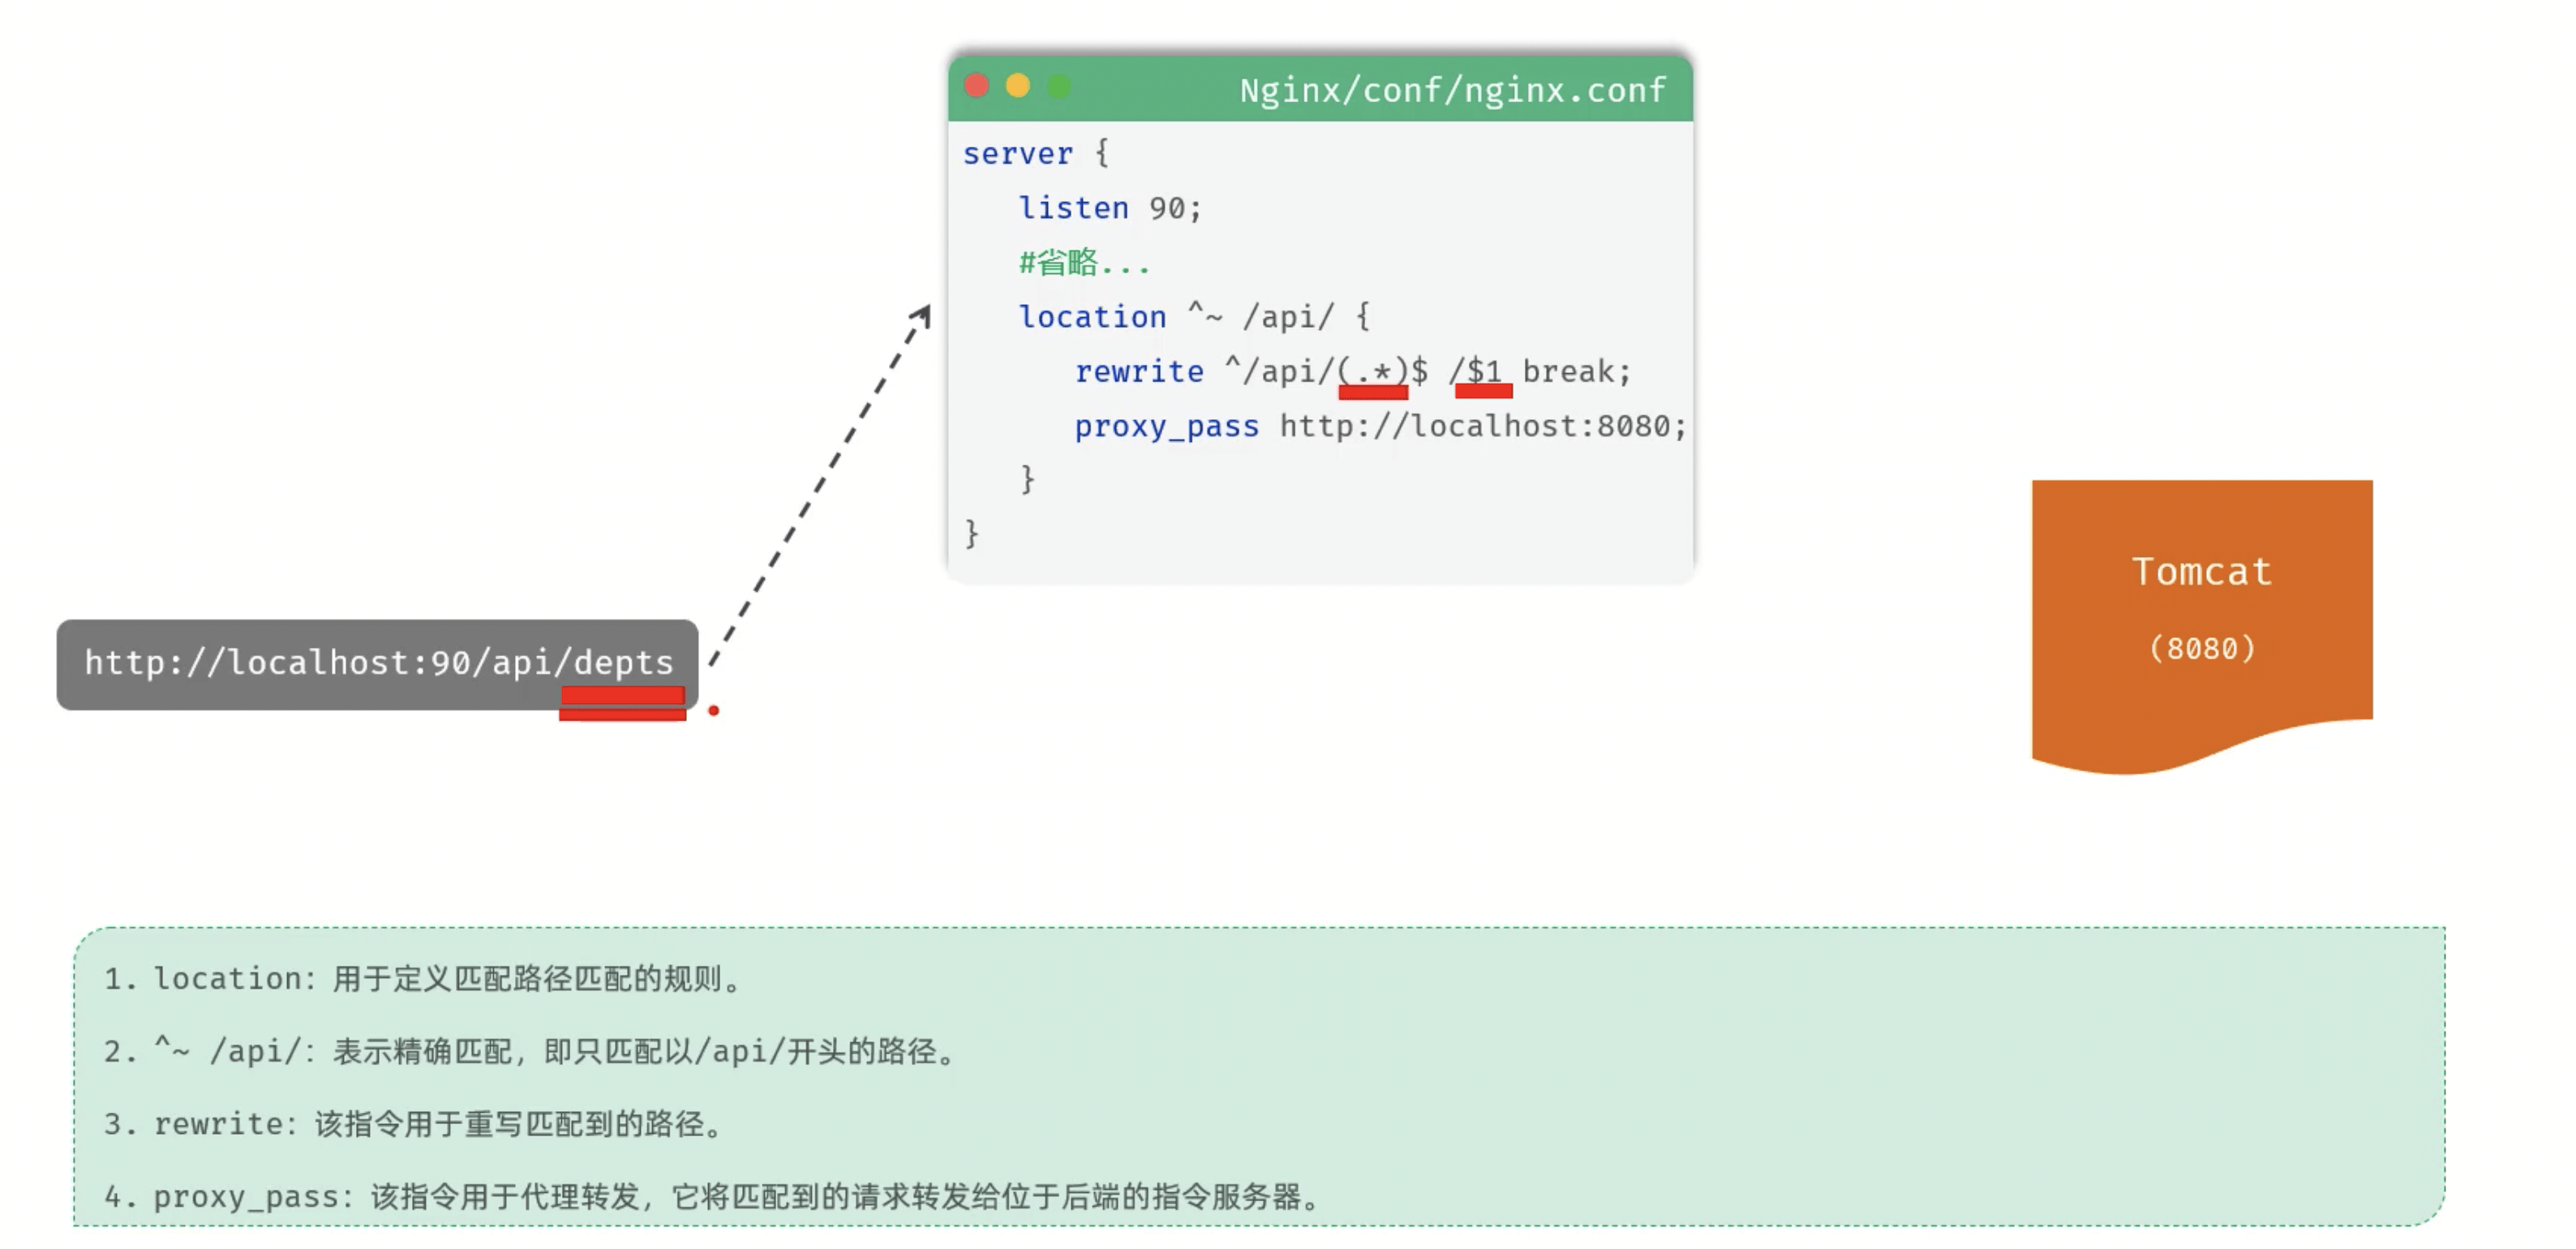 Nginx/conf/nginx.conf
server {
listen 90;
#省略...
location ^~ /api/ {
rewrite ^/api/(.*)$ /$1 break;
proxy_pass http://localhost:8080;
}
}
http://localhost:90/api/depts
Tomcat
(8080)
1. location: 用于定义匹配路径匹配的规则。
2. ^~ /api/: 表示精确匹配，即只匹配以/api/开头的路径。
3. rewrite: 该指令用于重写匹配到的路径。
4. proxy_pass: 该指令用于代理转发，它将匹配到的请求转发给位于后端的指令服务器。